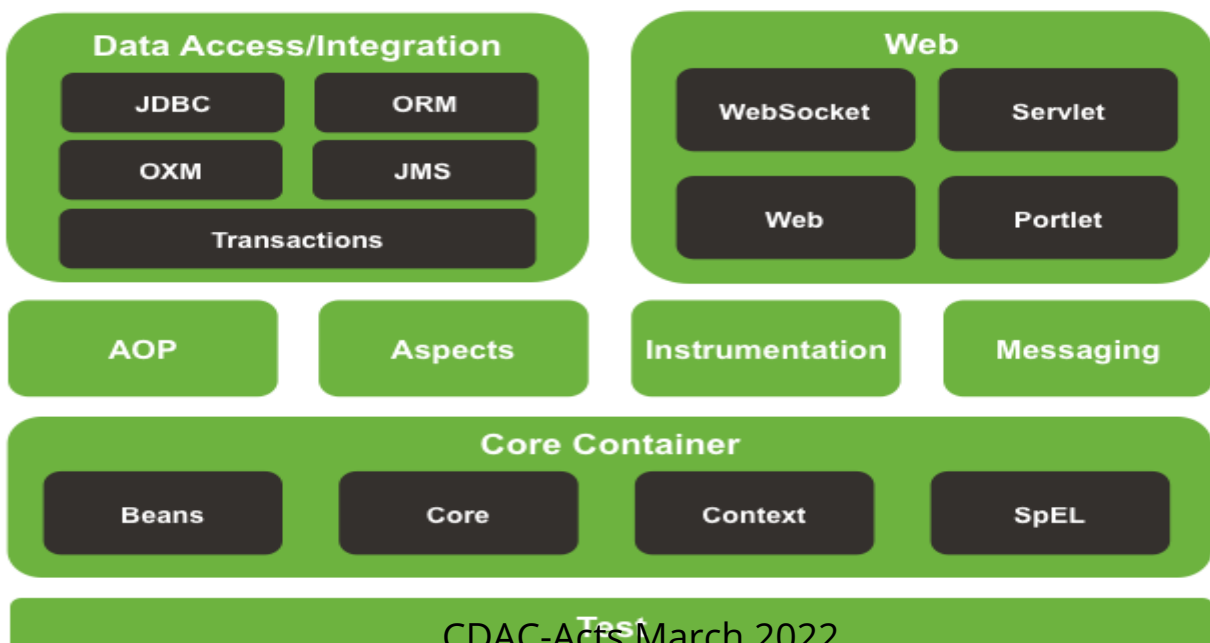 Data Access/Integration
JDBC
ORM
OXM
JMS
Transactions
Web
WebSocket
Servlet
Web
Portlet
AOP
Aspects
Instrumentation
Messaging
Core Container
Beans
Core
Context
SpEL
Test
CDAC-Acts March 2022